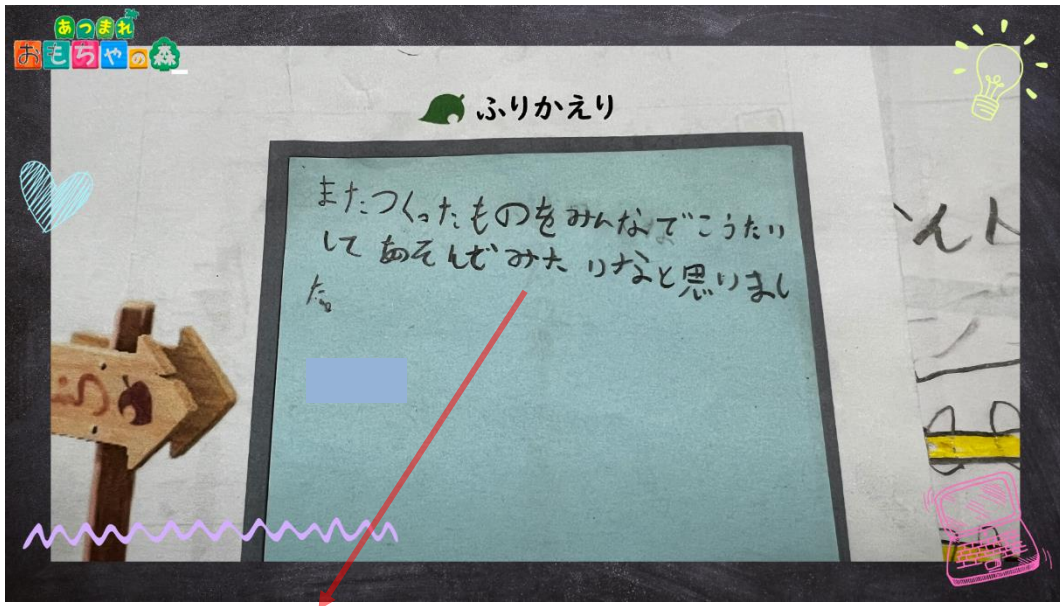 あつまれ
おもちゃの森
ふりかえり
またつくったものをみんなでこうたい
してあそんでみたいなと思いまし
た。